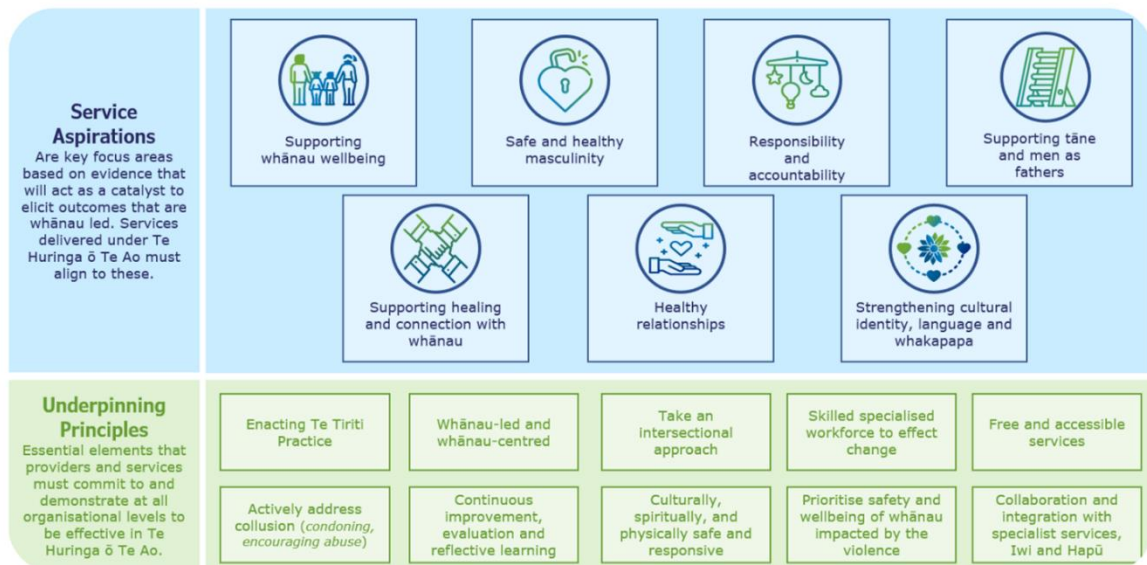 Service
Aspirations
Are key focus areas
based on evidence that
will act as a catalyst to
elicit outcomes that are
whānau led. Services
delivered under Te
Huringa ō Te Ao must
align to these.
Supporting
whānau wellbeing
Safe and healthy
masculinity
Responsibility
and
accountability
Supporting tāne
and men as
fathers
Supporting healing
and connection with
whānau
Healthy
relationships
Strengthening cultural
identity, language and
whakapapa
Underpinning
Principles
Essential elements that
providers and services
must commit to and
demonstrate at all
organisational levels to
be effective in Te
Huringa ō Te Ao.
Enacting Te Tiriti
Practice
Whānau-led and
whānau-centred
Take an
intersectional
approach
Skilled specialised
workforce to effect
change
Free and accessible
services
Actively address
collusion (condoning,
encouraging abuse)
Continuous
improvement,
evaluation and
reflective learning
Culturally,
spiritually, and
physically safe and
responsive
Prioritise safety and
wellbeing of whānau
impacted by the
violence
Collaboration and
integration with
specialist services,
Iwi and Hapū